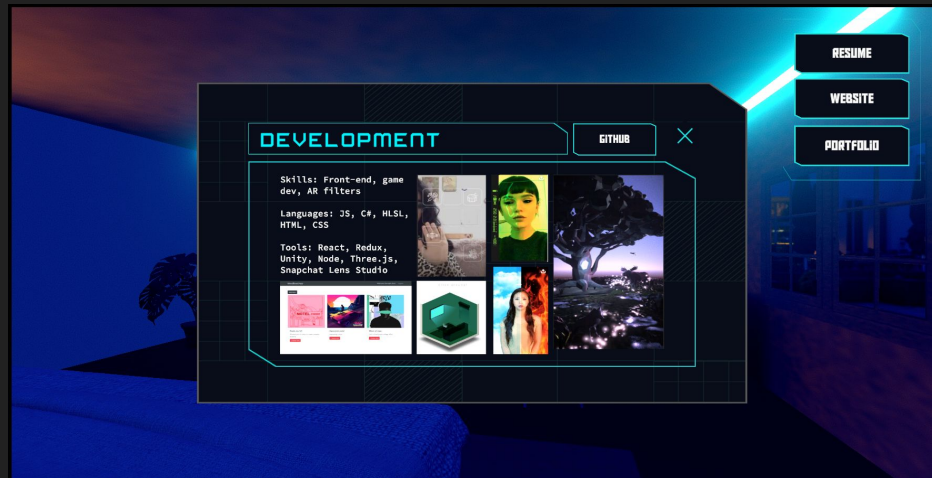 RESUME
WEBSITE
PORTFOLIO
DEVELOPMENT
GITHUB
Skills: Front-end, game
dev, AR filters
Languages: JS, C#, HLSL,
HTML, CSS
Tools: React, Redux,
Unity, Node, Three.js,
Snapchat Lens Studio